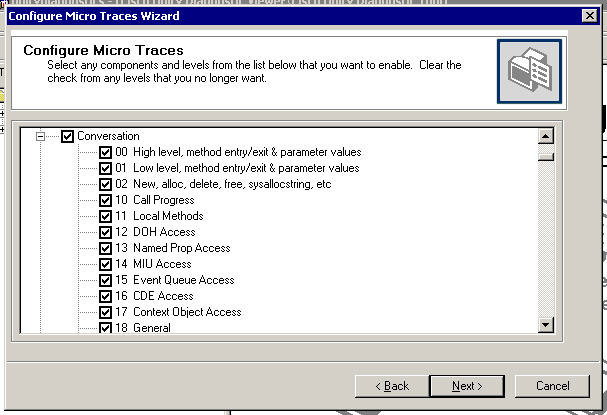 Configure Micro Traces Wizard
Configure Micro Traces
Select any components and levels from the list below that you want to enable. Clear the
check from any levels that you no longer want.
Conversation
00 High level, method entry/exit & parameter values
01 Low level, method entry/exit & parameter values
02 New, alloc, delete, free, sysallocstring, etc
10 Call Progress
11 Local Methods
12 DOH Access
13 Named Prop Access
14 MIU Access
15 Event Queue Access
16 CDE Access
17 Context Object Access
18 General
< Back
Next >
Cancel